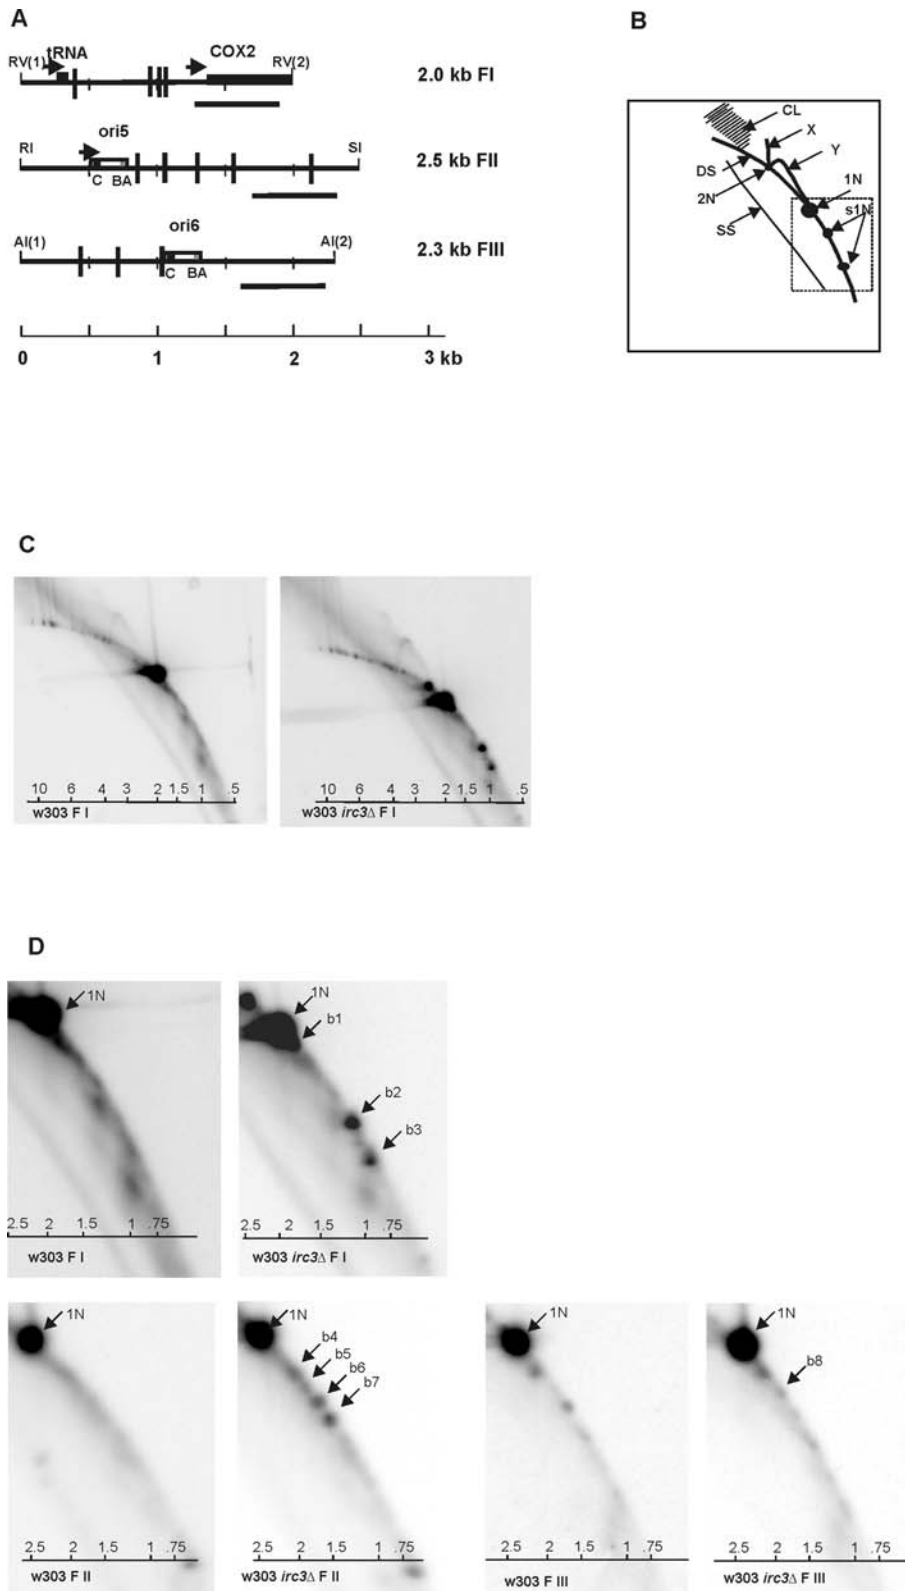 A
tRNA
COX2
RV(1)
RV(2)
2.0 kb FI
ori5
RI
SI
2.5 kb FII
C BA
ori6
AI(1)
AI(2)
2.3 kb FIII
C BA
0 1 2 3 kb
B
CL
X
Y
DS
2N
1N
s1N
SS
C
10 6 4 3 2 1.5 1 .5
w303 F I
10 6 4 3 2 1.5 1 .5
w303 irc3Δ F I
D
1N
2.5 2 1.5 1 .75
w303 F I
1N
b1
b2
b3
2.5 2 1.5 1 .75
w303 irc3Δ F I
1N
2.5 2 1.5 1 .75
w303 F II
1N
b4
b5
b6
b7
2.5 2 1.5 1 .75
w303 irc3Δ F II
1N
2.5 2 1.5 1 .75
w303 F III
1N
b8
2.5 2 1.5 1 .75
w303 irc3Δ F III